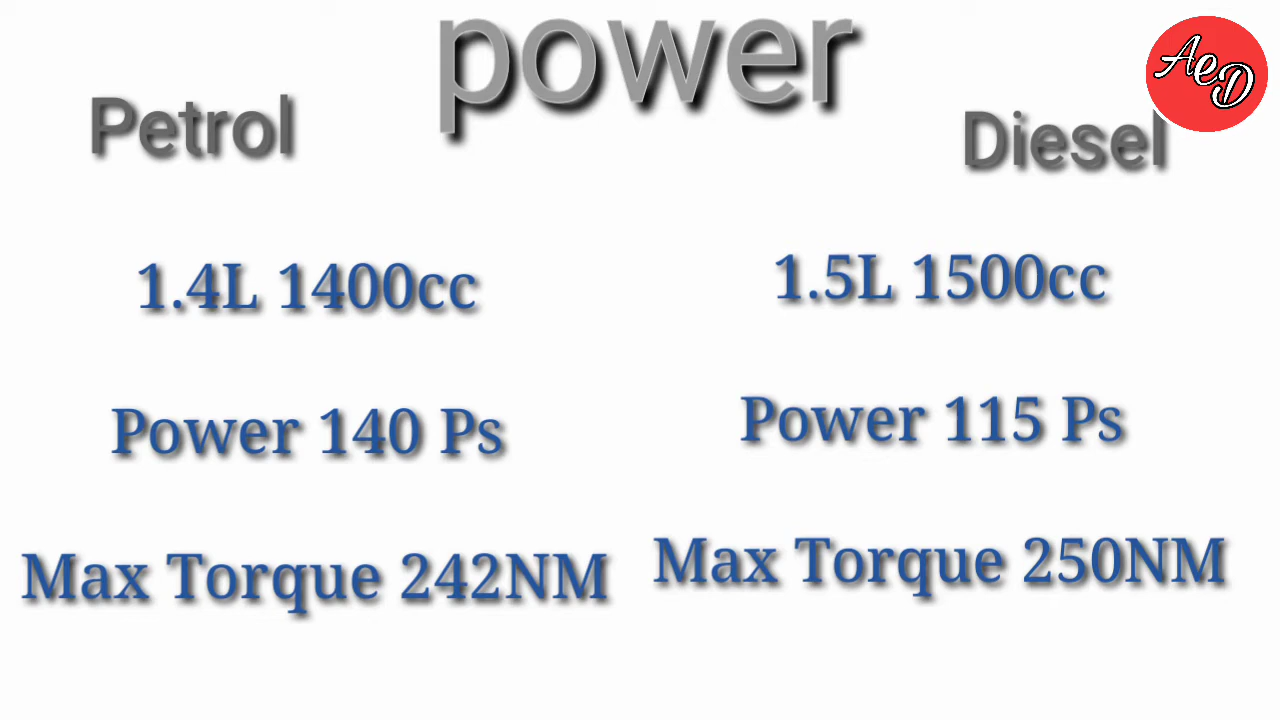 power
AeD
Petrol
Diesel
1.4L 1400cc
1.5L 1500cc
Power 140 Ps
Power 115 Ps
Max Torque 242NM
Max Torque 250NM